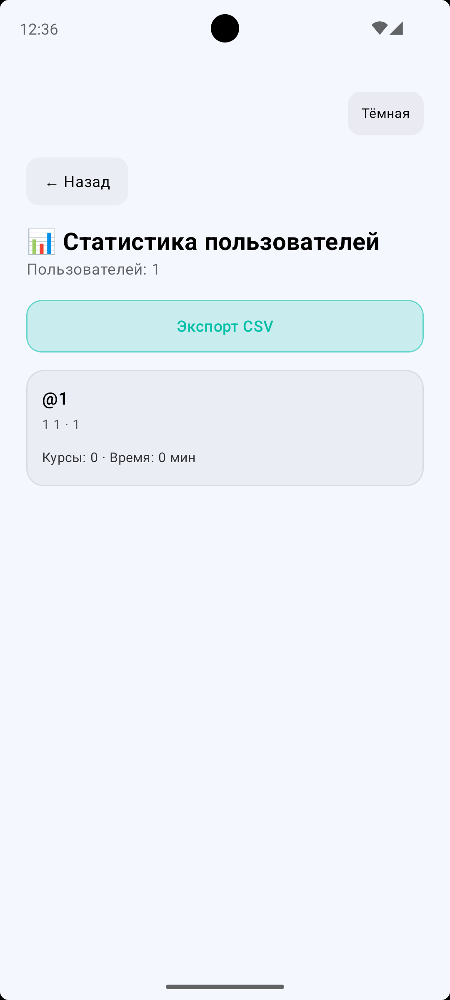 12:36
Тёмная
← Назад
Статистика пользователей
Пользователей: 1
Экспорт CSV
@1
1 1 · 1
Курсы: 0 · Время: 0 мин